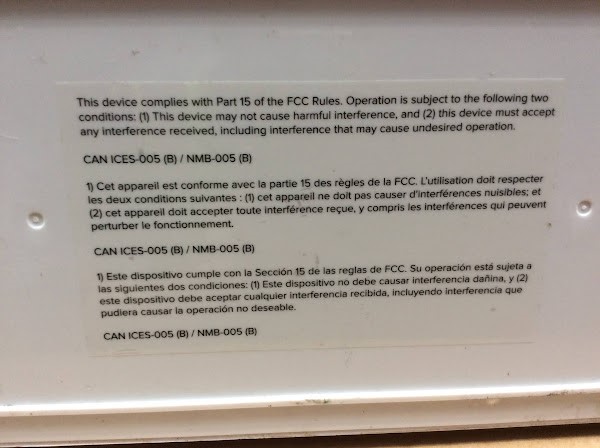 This device complies with Part 15 of the FCC Rules. Operation is subject to the following two
conditions: (1) This device may not cause harmful interference, and (2) this device must accept
any interference received, including interference that may cause undesired operation.
CAN ICES-005 (B) / NMB-005 (B)
1) Cet appareil est conforme avec la partie 15 des règles de la FCC. L'utilisation doit respecter
les deux conditions suivantes : (1) cet appareil ne doit pas causer d'interférences nuisibles; et
(2) cet appareil doit accepter toute interférence reçue, y compris les interférences qui peuvent
perturber le fonctionnement.
CAN ICES-005 (B) / NMB-005 (B)
1) Este dispositivo cumple con la Sección 15 de las reglas de FCC. Su operación está sujeta a
las siguientes dos condiciones: (1) Este dispositivo no debe causar interferencia dañina, y (2)
este dispositivo debe aceptar cualquier interferencia recibida, incluyendo interferencia que
pudiera causar la operación no deseable.
CAN ICES-005 (B) / NMB-005 (B)